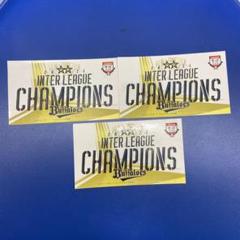 INTER LEAGUE
CHAMPIONS
Buffaloes
INTER LEAGUE
CHAMPIONS
Buffaloes
INTER LEAGUE
CHAMPIONS
Buffaloes